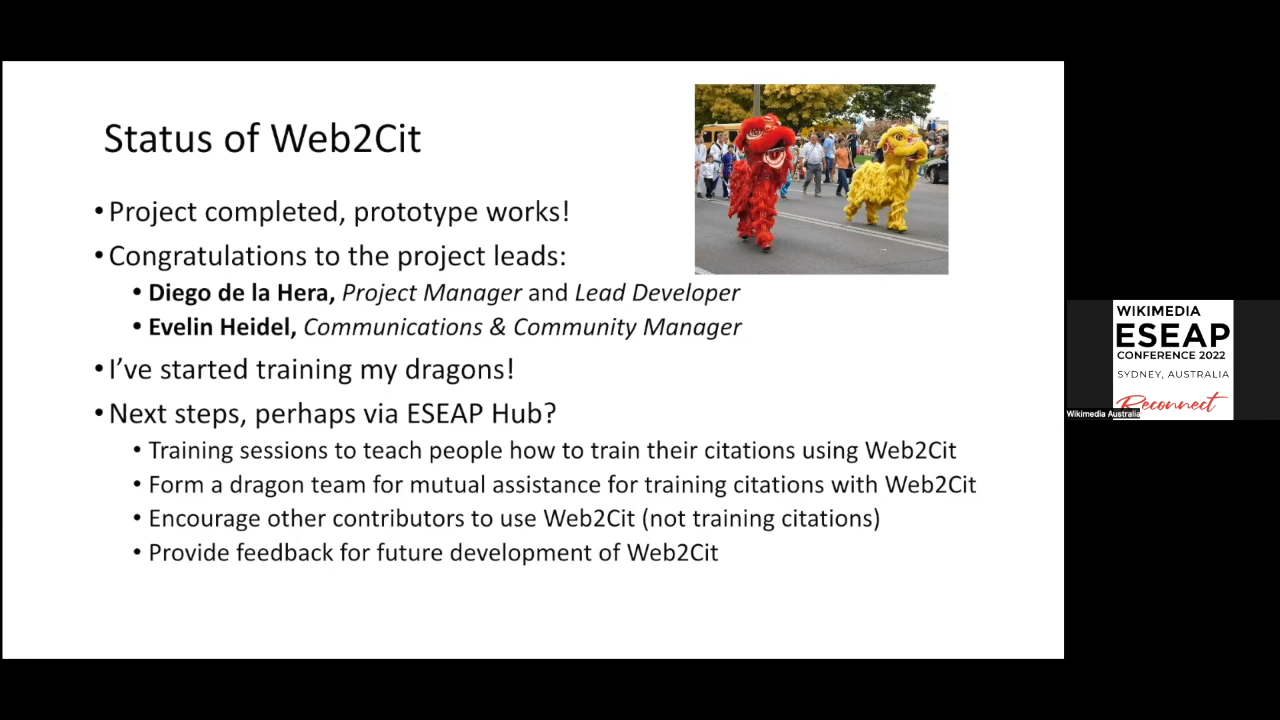 Status of Web2Cit
•Project completed, prototype works!
•Congratulations to the project leads:
•Diego de la Hera, Project Manager and Lead Developer
•Evelin Heidel, Communications & Community Manager
•I’ve started training my dragons!
•Next steps, perhaps via ESEAP Hub?
•Training sessions to teach people how to train their citations using Web2Cit
•Form a dragon team for mutual assistance for training citations with Web2Cit
•Encourage other contributors to use Web2Cit (not training citations)
•Provide feedback for future development of Web2Cit
WIKIMEDIA
ESEAP
CONFERENCE 2022
SYDNEY, AUSTRALIA
Reconnect
Wikimedia Australia